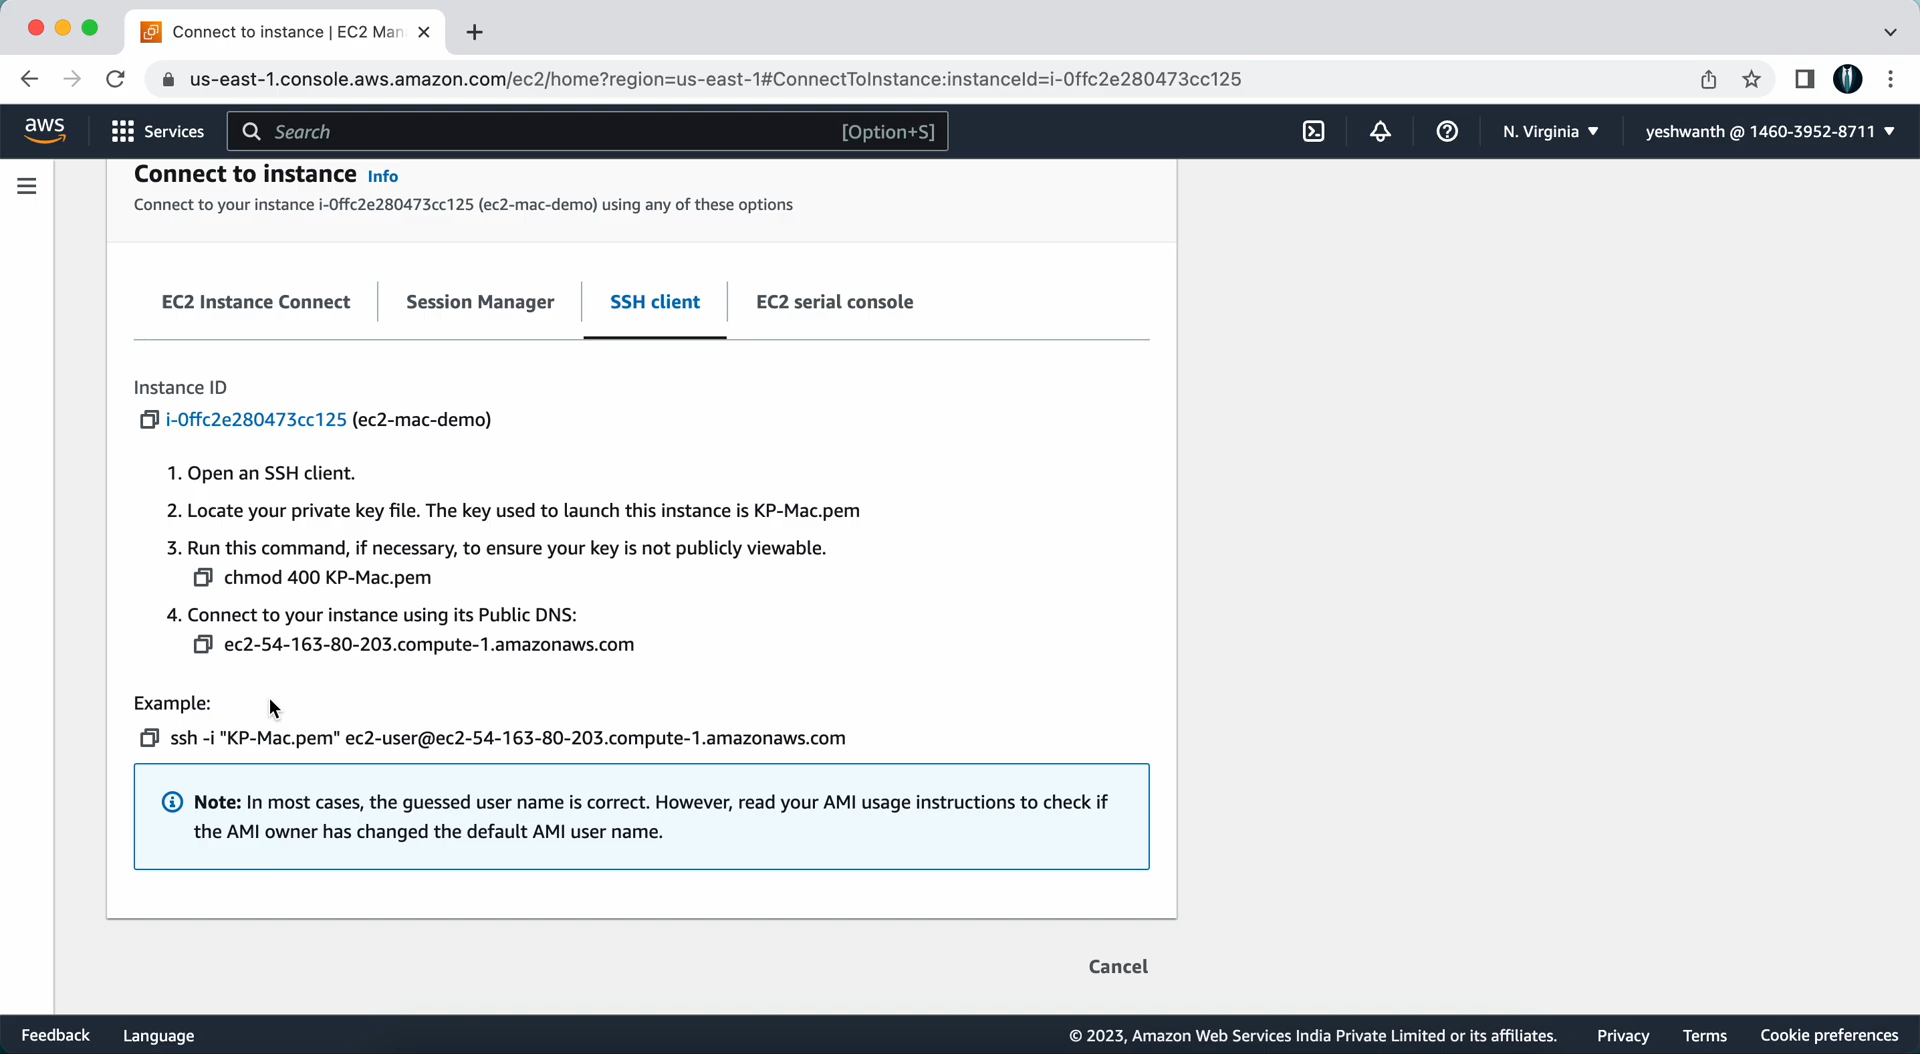 Connect to instance | EC2 Man
us-east-1.console.aws.amazon.com/ec2/home?region=us-east-1#ConnectToInstance:instanceId=i-0ffc2e280473cc125
aws
Services
Search
[Option+S]
N. Virginia
yeshwanth @ 1460-3952-8711
Connect to instance Info
Connect to your instance i-0ffc2e280473cc125 (ec2-mac-demo) using any of these options
EC2 Instance Connect
Session Manager
SSH client
EC2 serial console
Instance ID
i-0ffc2e280473cc125 (ec2-mac-demo)
1. Open an SSH client.
2. Locate your private key file. The key used to launch this instance is KP-Mac.pem
3. Run this command, if necessary, to ensure your key is not publicly viewable.
chmod 400 KP-Mac.pem
4. Connect to your instance using its Public DNS:
ec2-54-163-80-203.compute-1.amazonaws.com
Example:
ssh -i "KP-Mac.pem" ec2-user@ec2-54-163-80-203.compute-1.amazonaws.com
Note: In most cases, the guessed user name is correct. However, read your AMI usage instructions to check if
the AMI owner has changed the default AMI user name.
Cancel
Feedback
Language
© 2023, Amazon Web Services India Private Limited or its affiliates.
Privacy
Terms
Cookie preferences